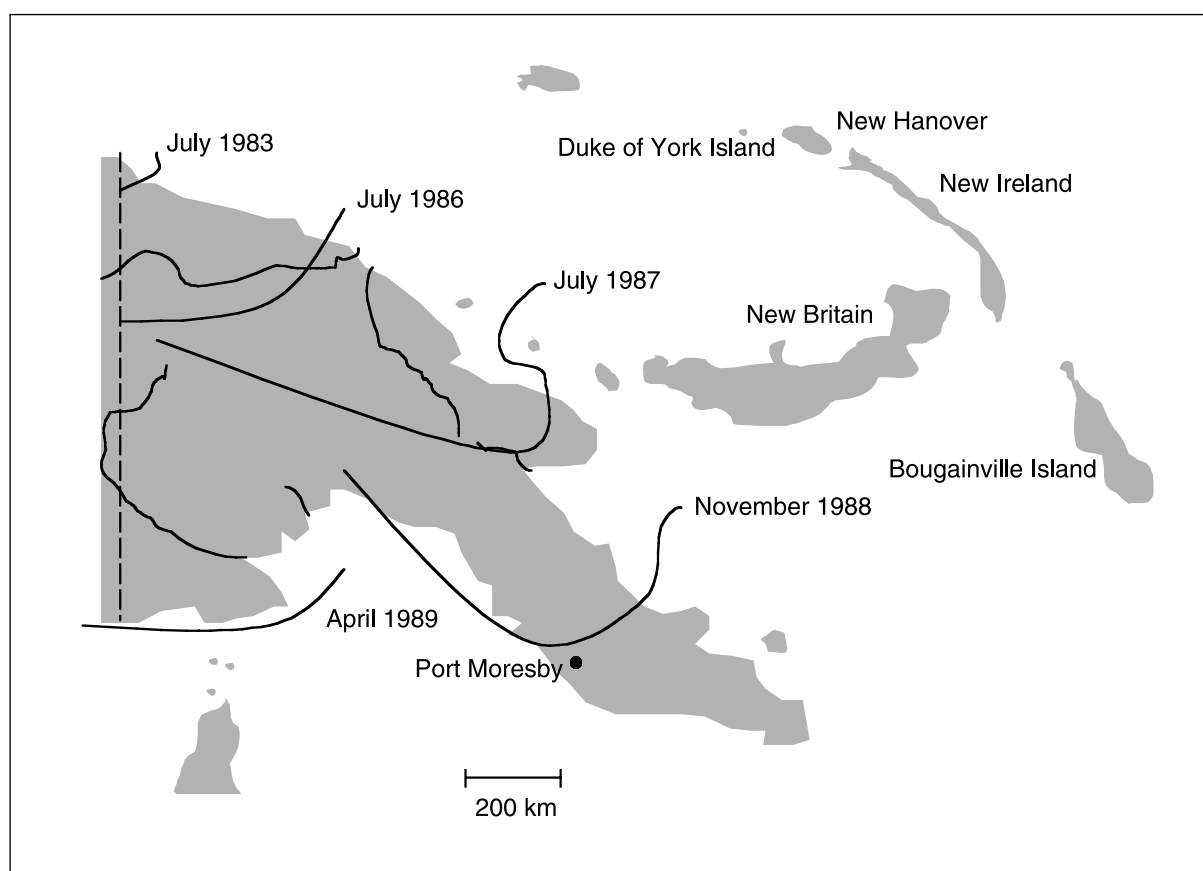 New Hanover
July 1983
Duke of York Island
New Ireland
July 1986
July 1987
New Britain
Bougainville Island
November 1988
April 1989
Port Moresby
200 km